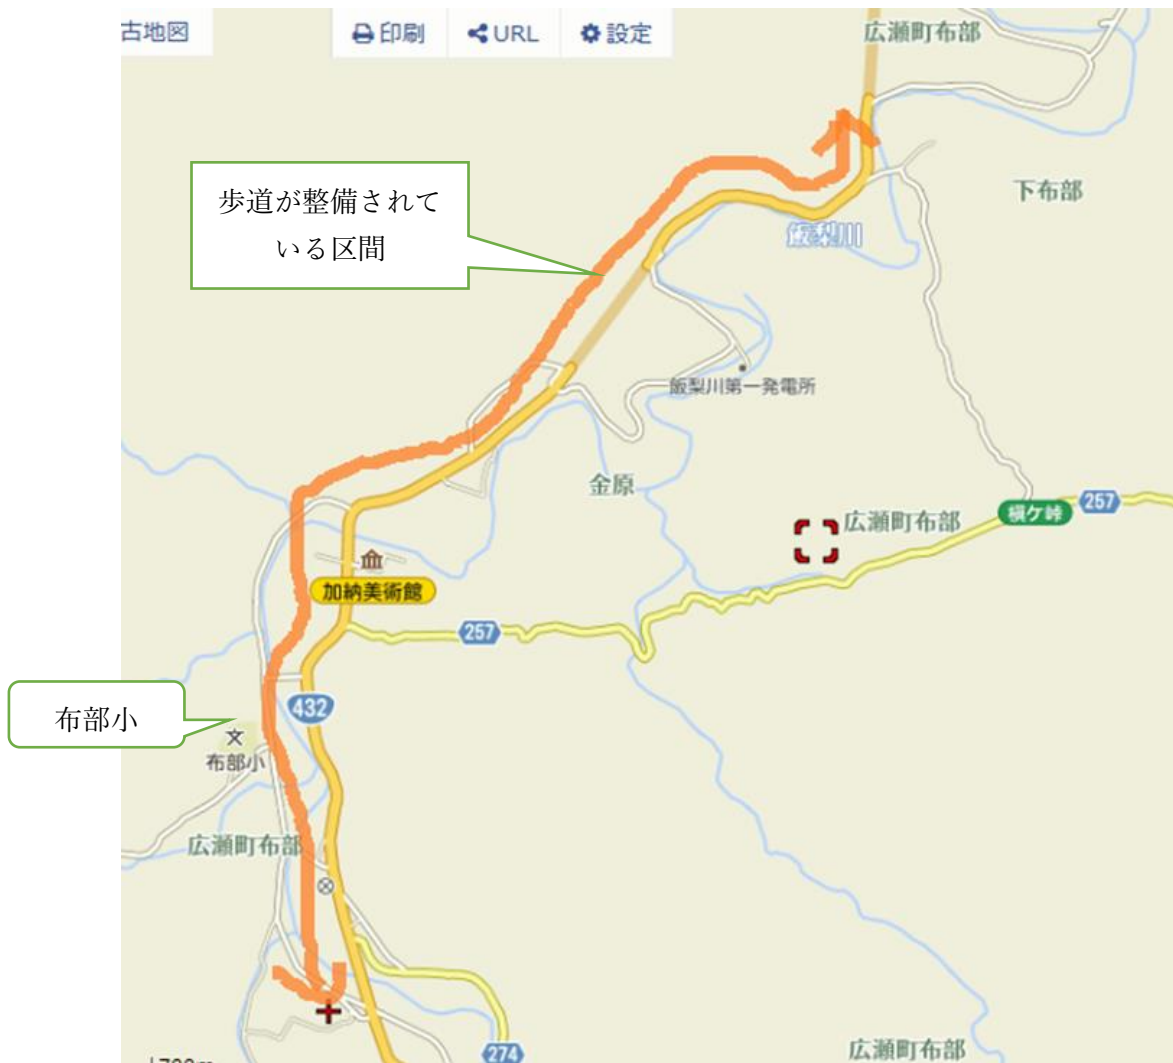 古地図
印刷
URL
設定
広瀬町布部
歩道が整備されて
いる区間
下布部
飯梨川
飯梨川第一発電所
金原
広瀬町布部
槇ケ峠
257
加納美術館
257
432
布部小
布部小
広瀬町布部
274
広瀬町布部